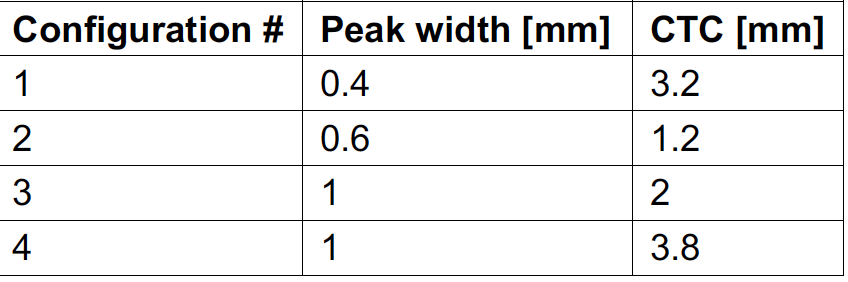 Configuration # Peak width [mm] CTC [mm]
1 0.4 3.2
2 0.6 1.2
3 1 2
4 1 3.8